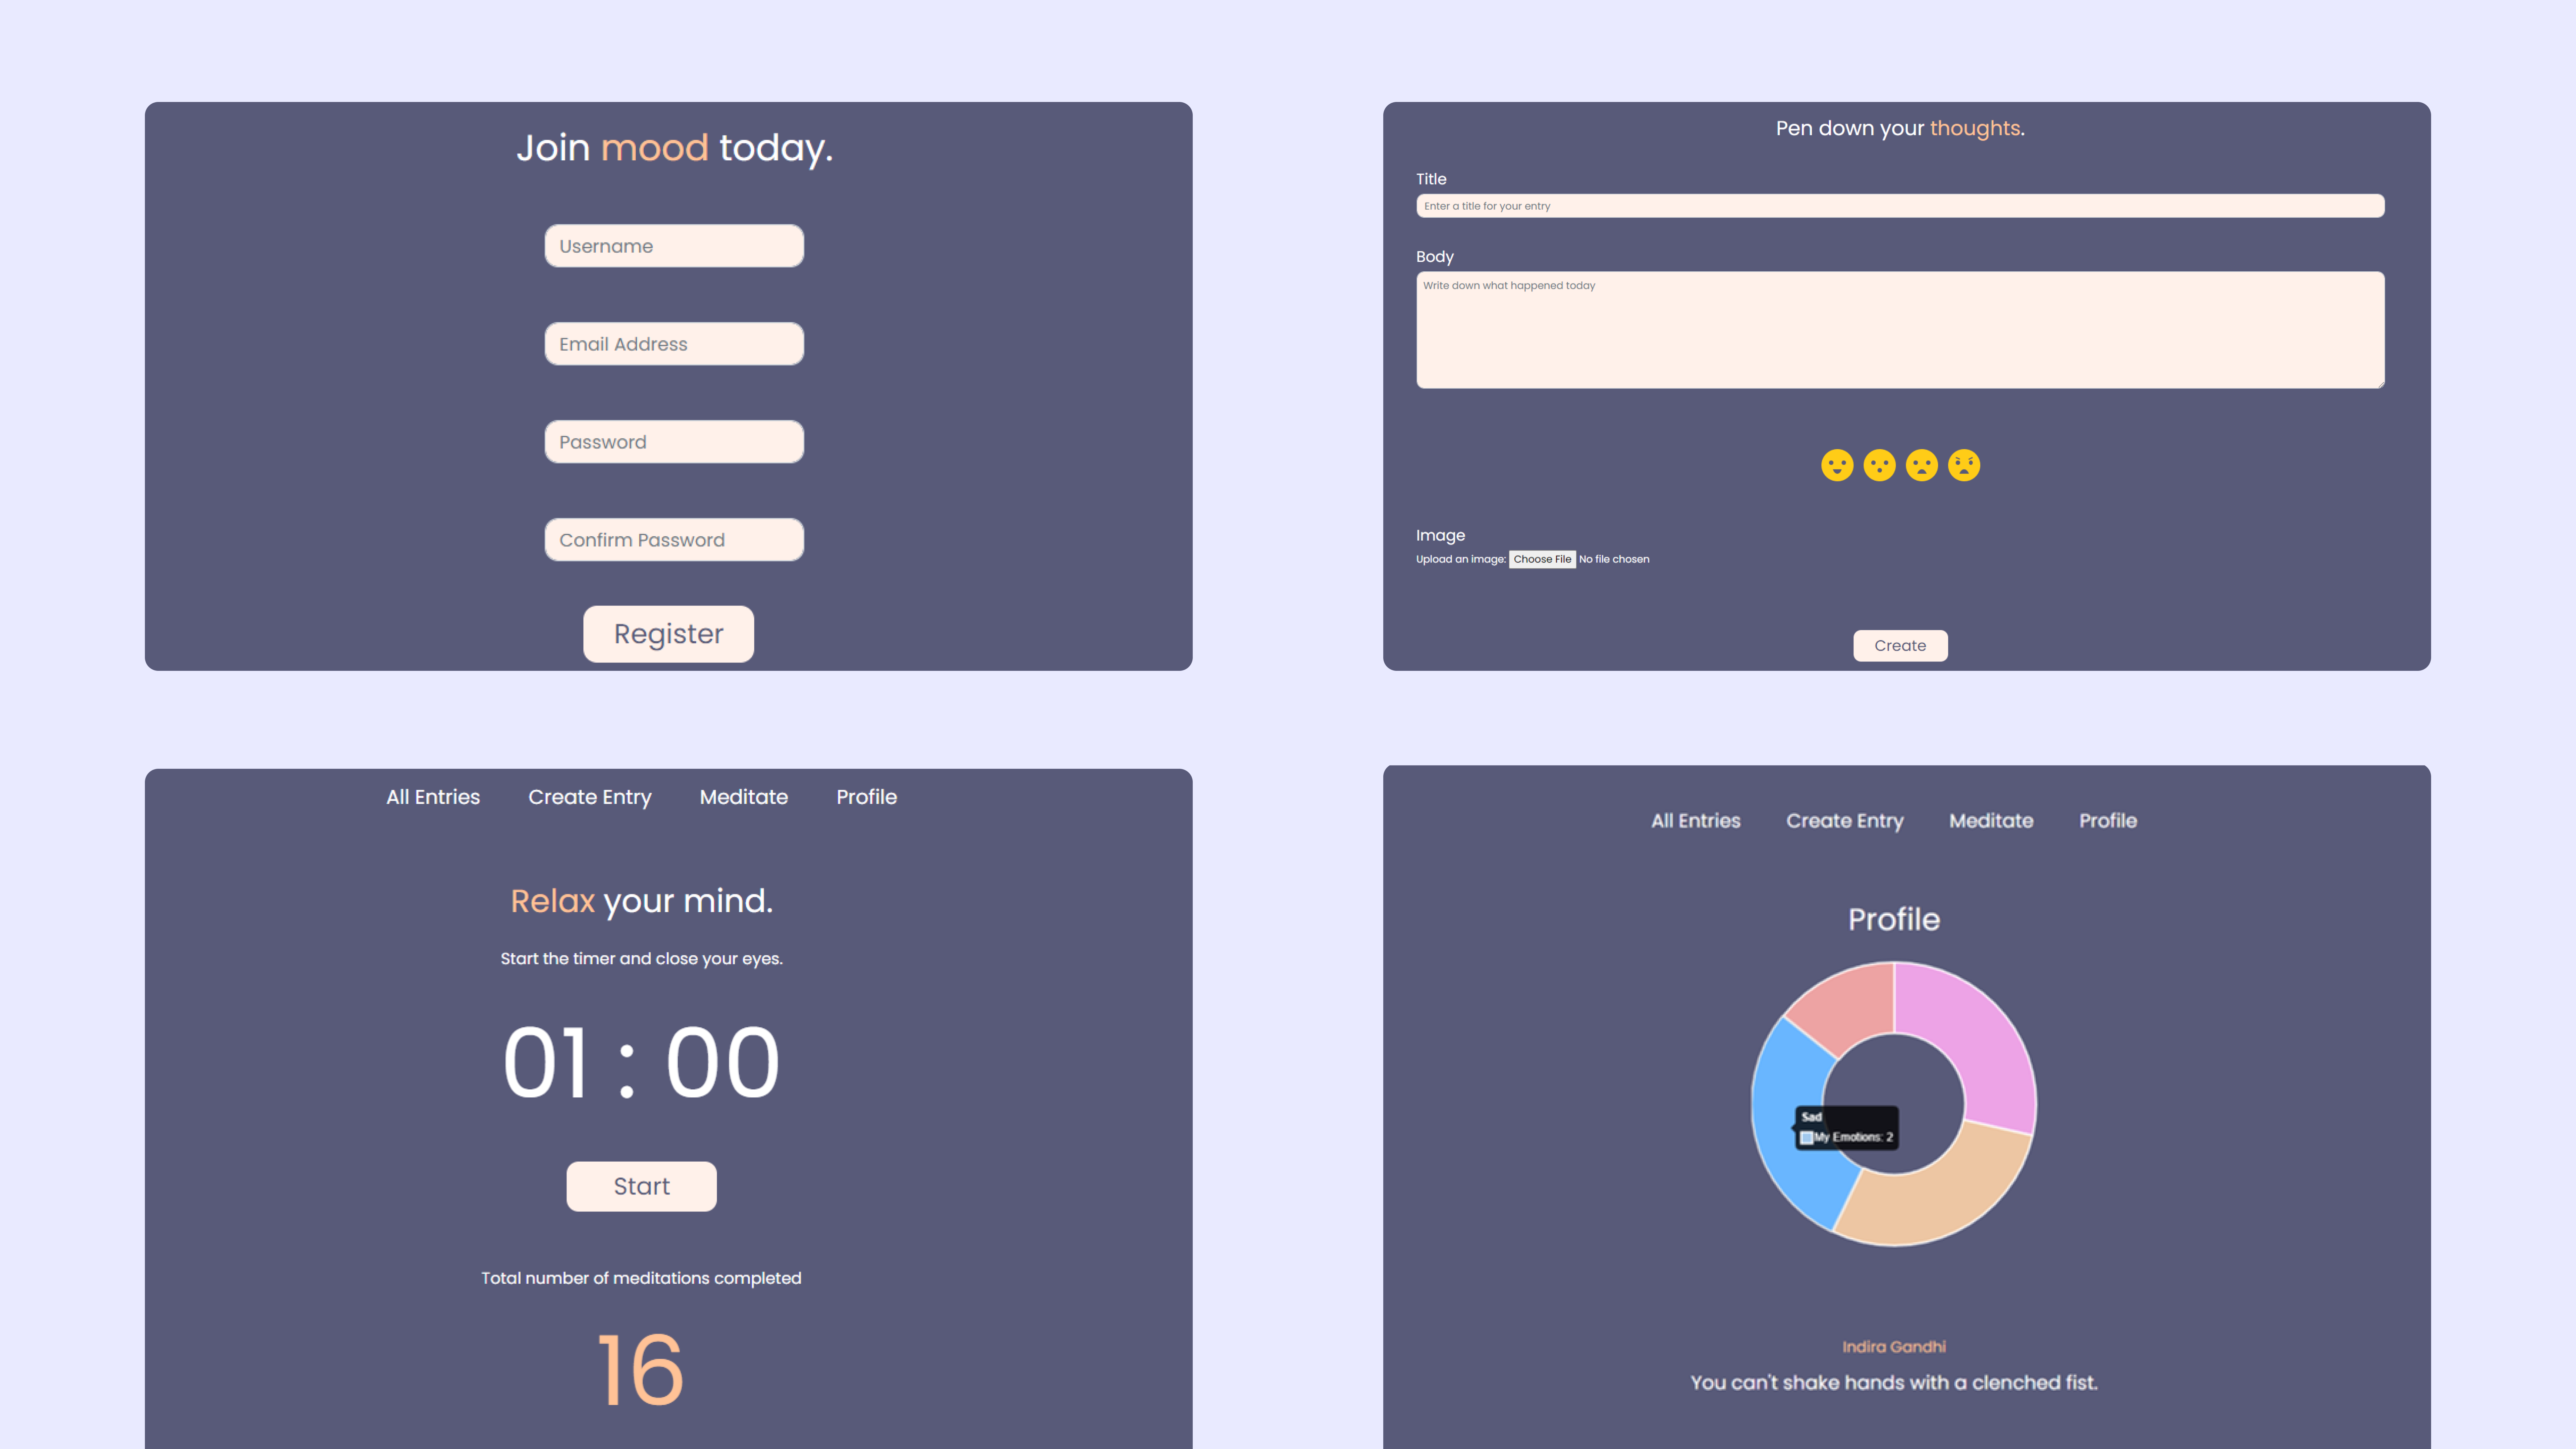 Join mood today.
Username
Email Address
Password
Confirm Password
Register
Pen down your thoughts.
Title
Enter a title for your entry
Body
Write down what happened today
Image
Upload an image: Choose File No file chosen
Create
All Entries Create Entry Meditate Profile
Relax your mind.
Start the timer and close your eyes.
01 : 00
Start
Total number of meditations completed
16
All Entries Create Entry Meditate Profile
Profile
Sad
My Emotions: 2
Indira Gandhi
You can't shake hands with a clenched fist.